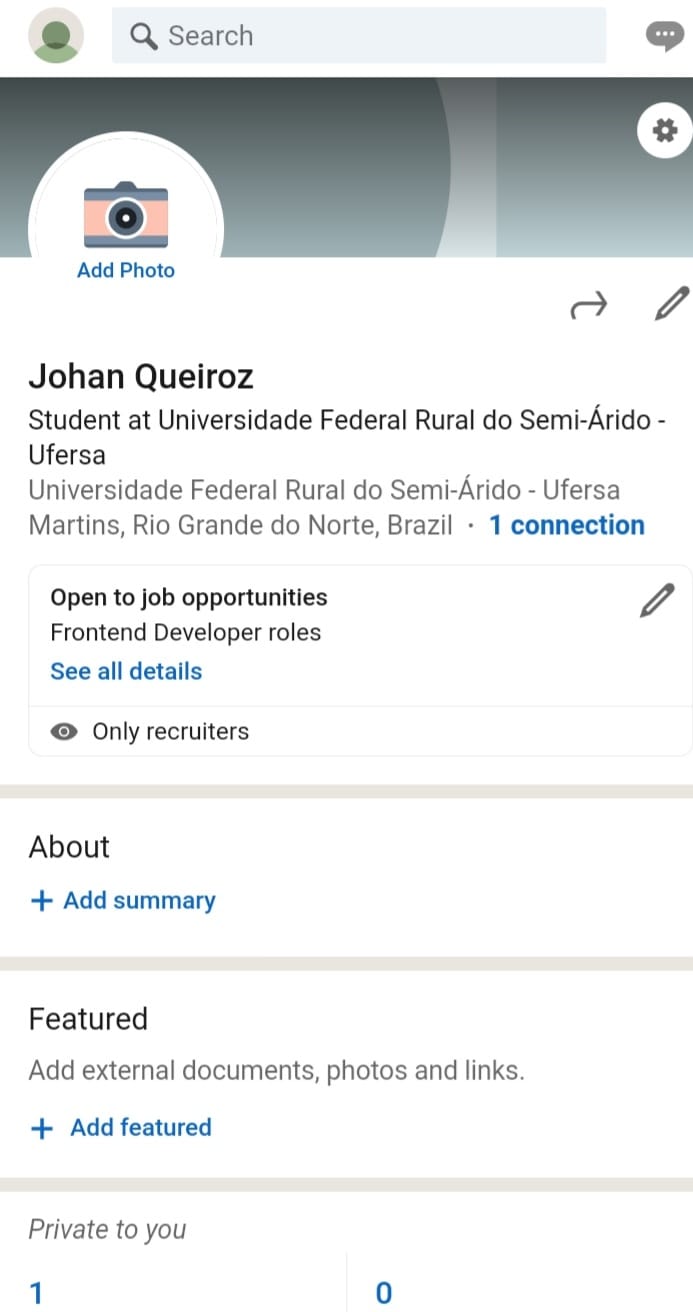 Search
Add Photo
Johan Queiroz
Student at Universidade Federal Rural do Semi-Árido -
Ufersa
Universidade Federal Rural do Semi-Árido - Ufersa
Martins, Rio Grande do Norte, Brazil · 1 connection
Open to job opportunities
Frontend Developer roles
See all details
Only recruiters
About
+ Add summary
Featured
Add external documents, photos and links.
+ Add featured
Private to you
1 0